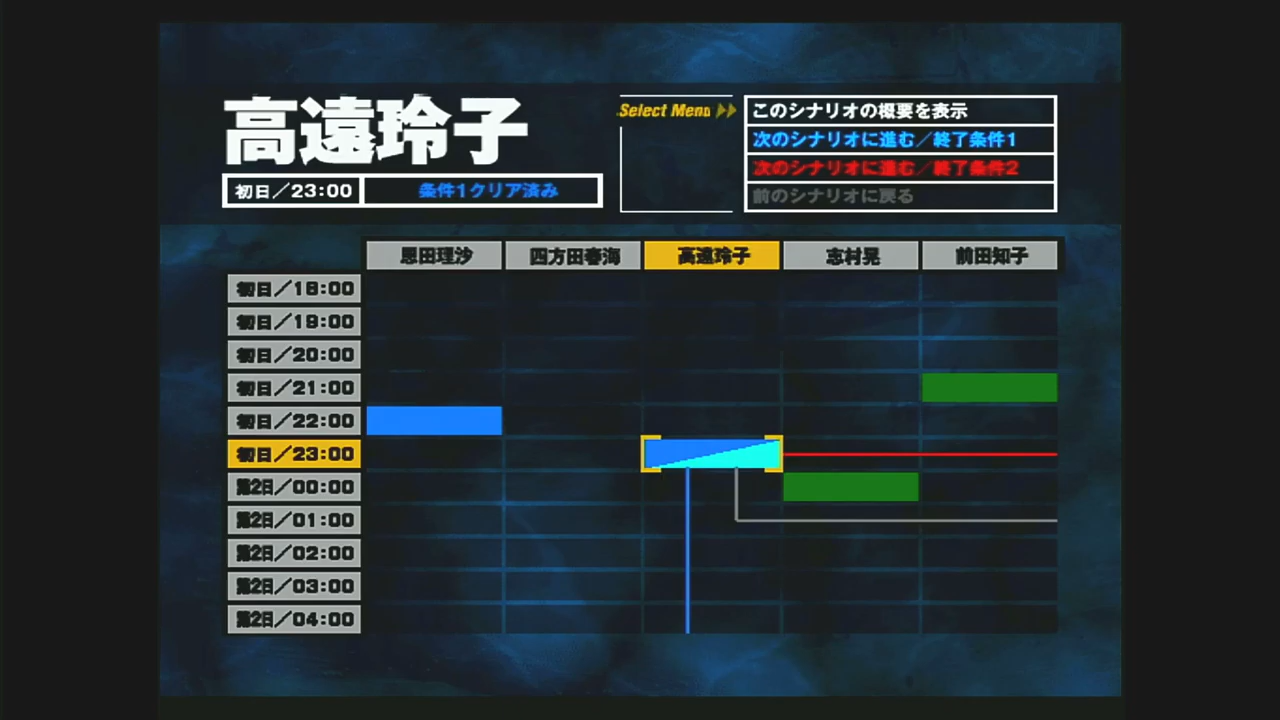 高遠玲子
初日／23:00
条件1クリア済み
Select Menu
このシナリオの概要を表示
次のシナリオに進む／終了条件1
次のシナリオに進む／終了条件2
前のシナリオに戻る
恩田理沙
四方田春海
高遠玲子
志村晃
前田知子
初日／18:00
初日／19:00
初日／20:00
初日／21:00
初日／22:00
初日／23:00
第2日／00:00
第2日／01:00
第2日／02:00
第2日／03:00
第2日／04:00